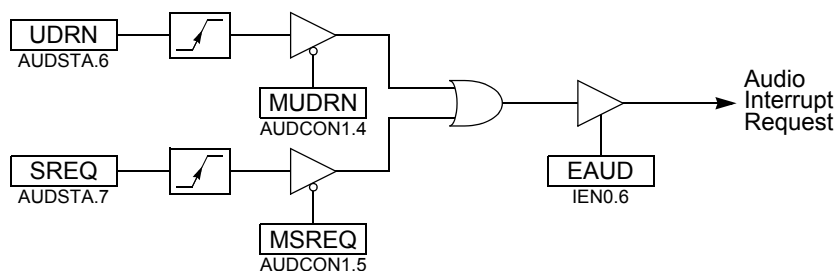 UDRN
AUDSTA.6
MUDRN
AUDCON1.4
SREQ
AUDSTA.7
MSREQ
AUDCON1.5
EAUD
IEN0.6
Audio
Interrupt
Request